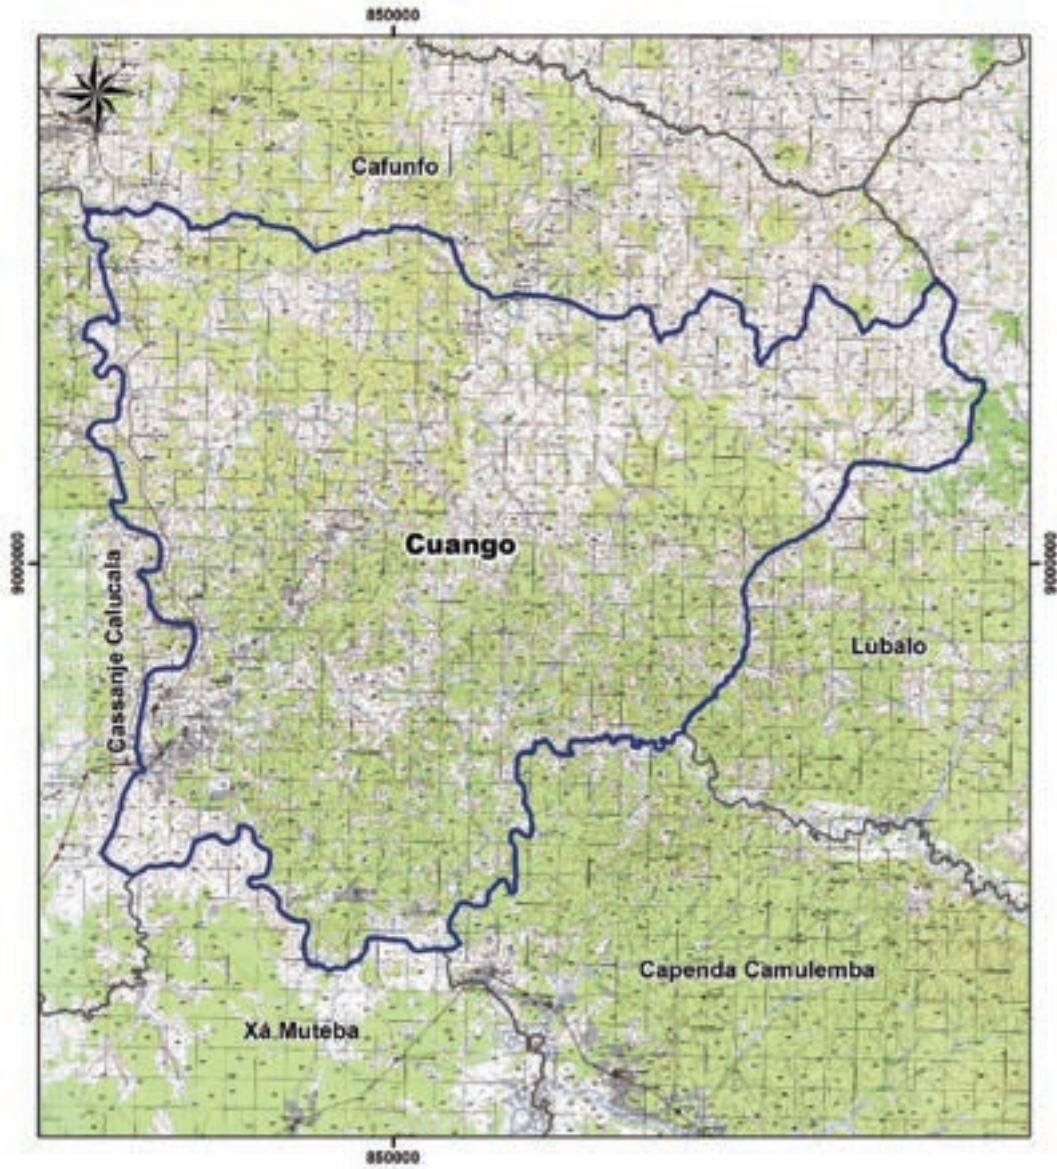 850000
Cafunfo
Cuango
9000000
9000000
Cassanje Calucala
Lubalo
Capenda Camulemba
Xá Muteba
850000